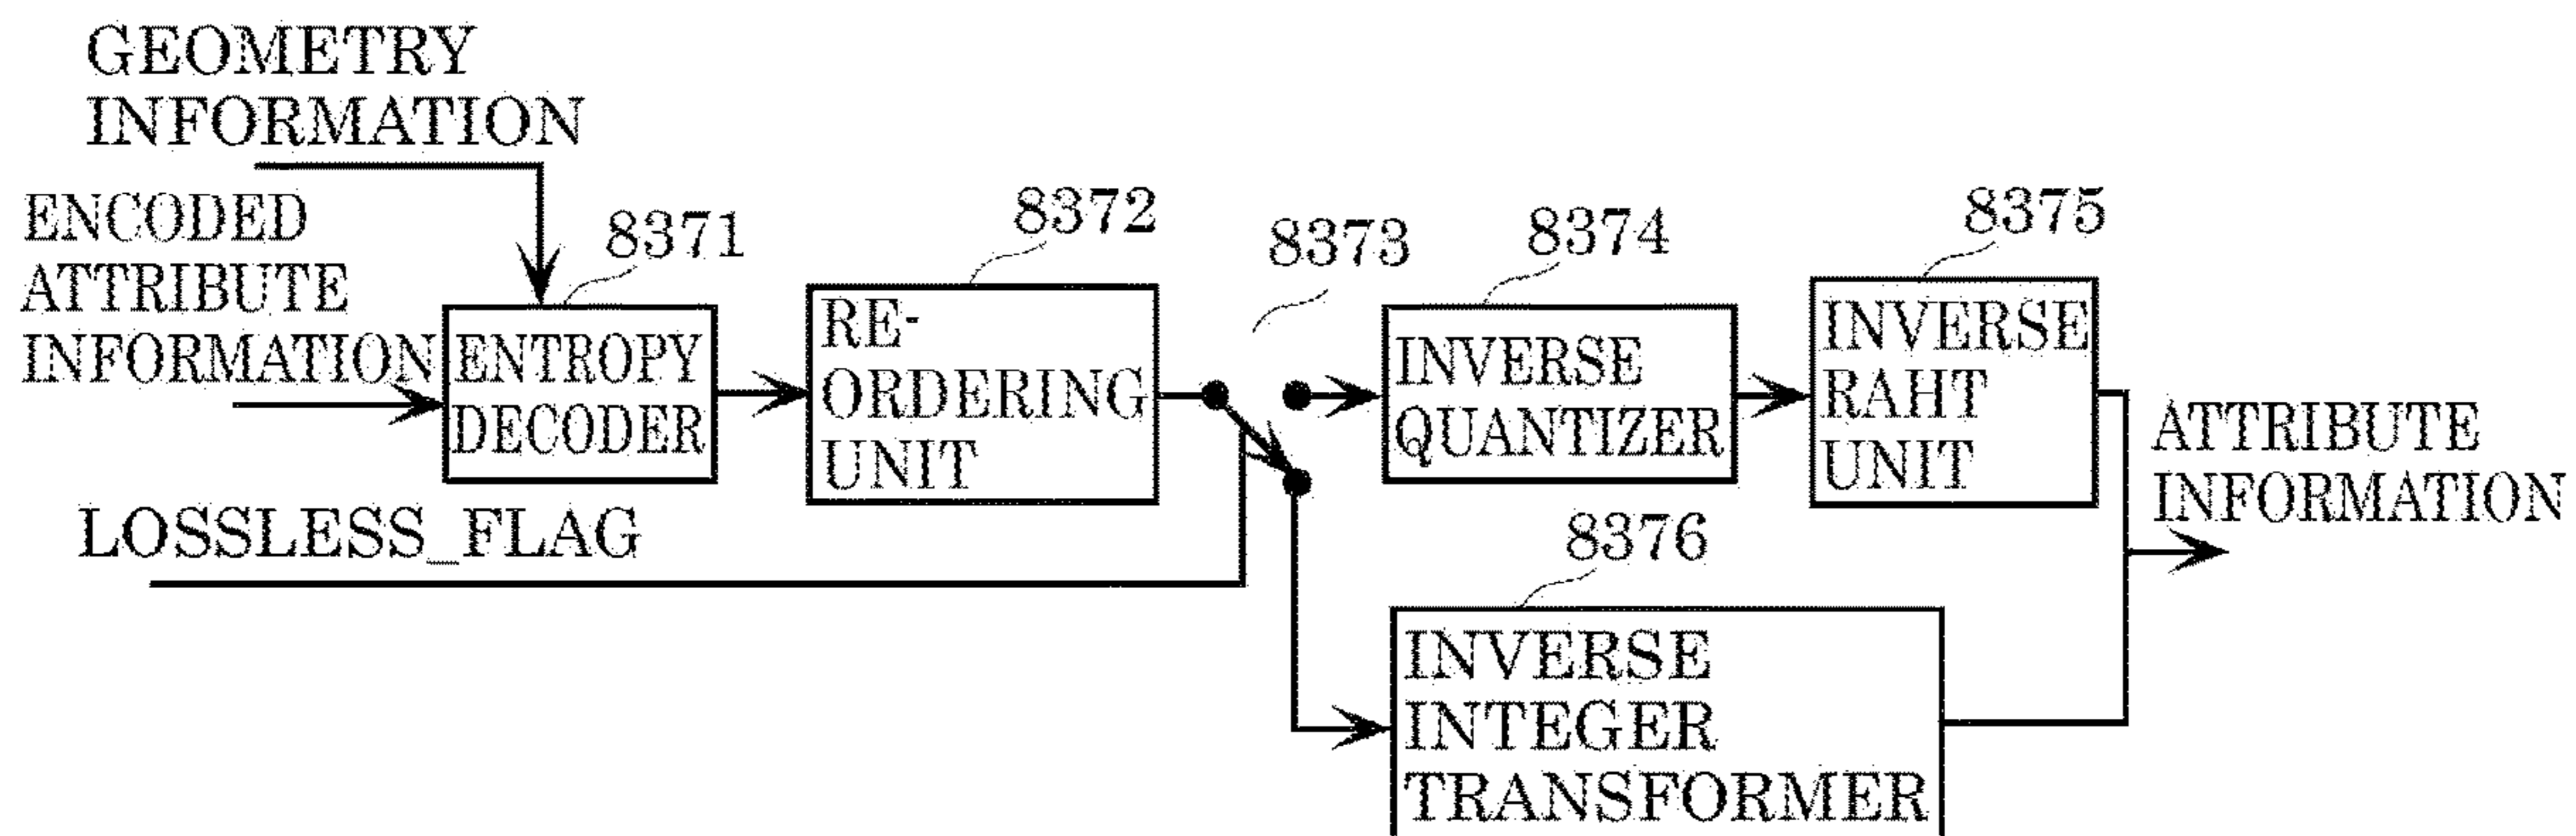 GEOMETRY
INFORMATION
ENCODED
ATTRIBUTE
INFORMATION
8371
ENTROPY
DECODER
8372
RE-
ORDERING
UNIT
8373
8374
INVERSE
QUANTIZER
8375
INVERSE
RAHT
UNIT
ATTRIBUTE
INFORMATION
LOSSLESS_FLAG
8376
INVERSE
INTEGER
TRANSFORMER